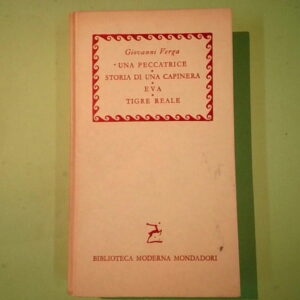 Giovanni Verga
UNA PECCATRICE
STORIA DI UNA CAPINERA
EVA
TIGRE REALE
BIBLIOTECA MODERNA MONDADORI